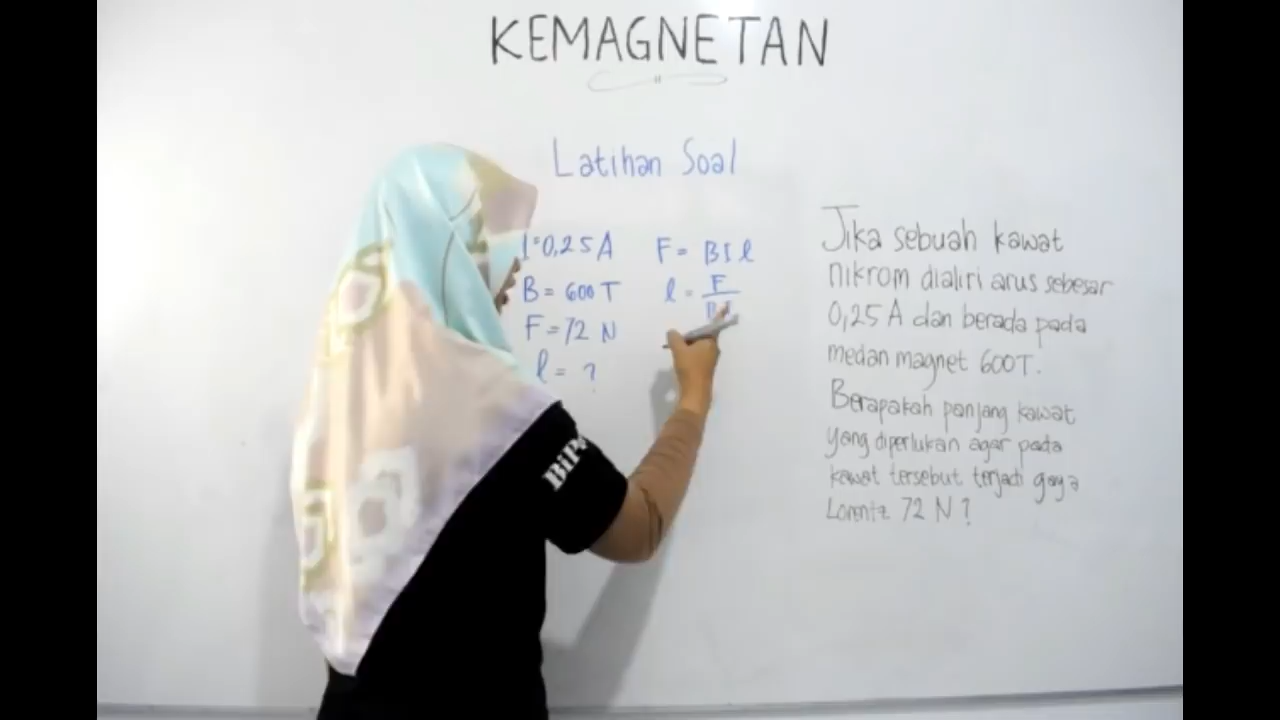 KEMAGNETAN
Latihan Soal
I=0,25 A
B = 600 T
F = 72 N
l = ?
F = B I l
l = F
Jika sebuah kawat
nikrom dialiri arus sebesar
0,25 A dan berada pada
medan magnet 600T.
Berapakah panjang kawat
yang diperlukan agar pada
kawat tersebut terjadi gaya
Lorentz 72 N?